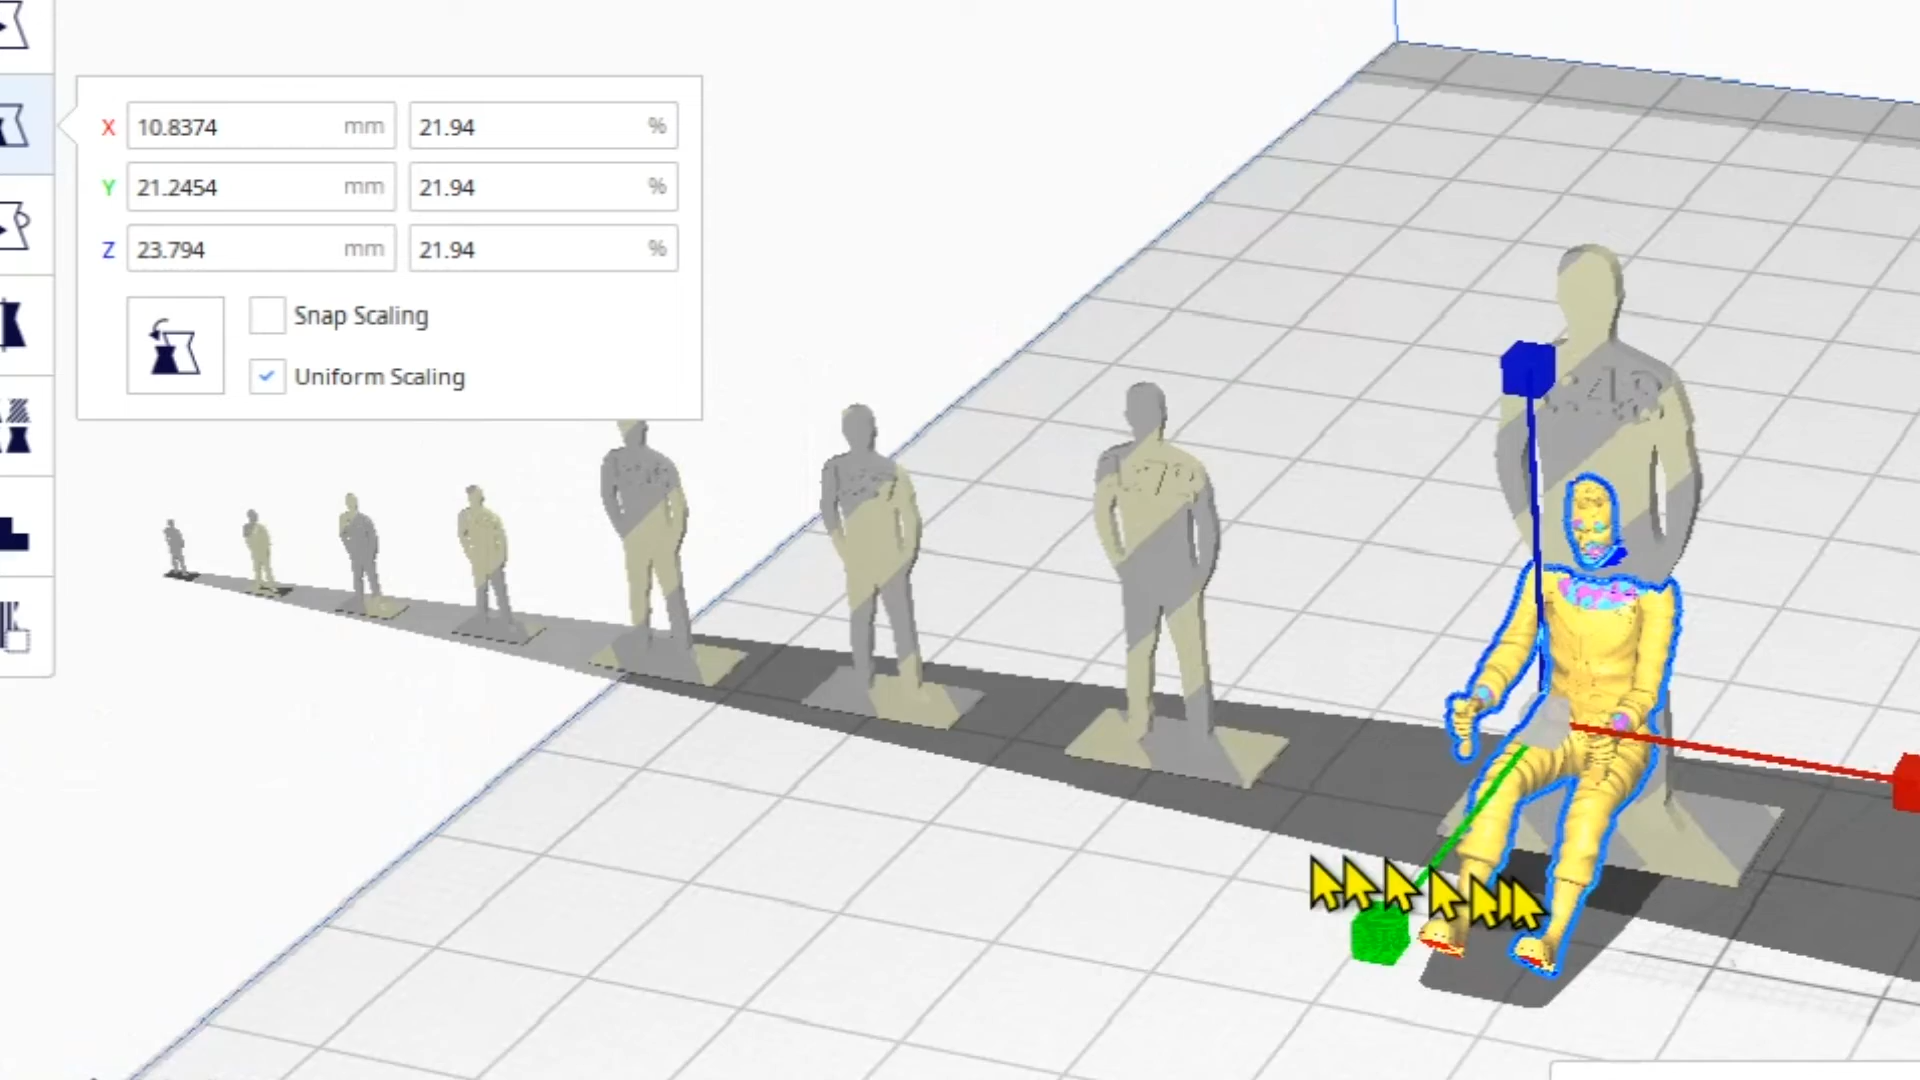 X 10.8374 mm 21.94 %
Y 21.2454 mm 21.94 %
Z 23.794 mm 21.94 %
Snap Scaling
Uniform Scaling